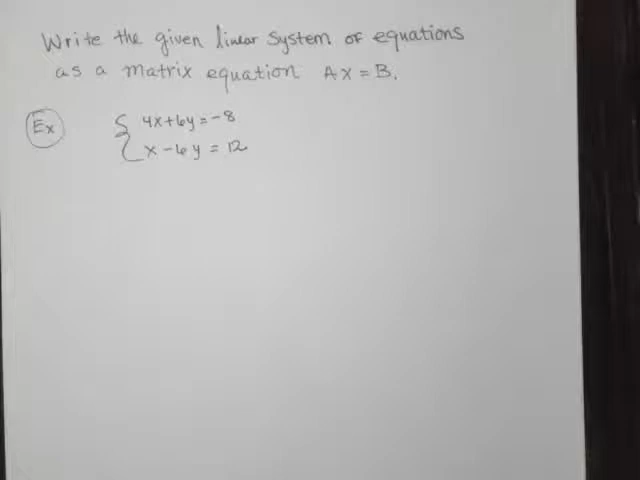 Write the given linear system of equations
as a matrix equation AX = B.
Ex { 4x+6y=-8
x-6y = 12